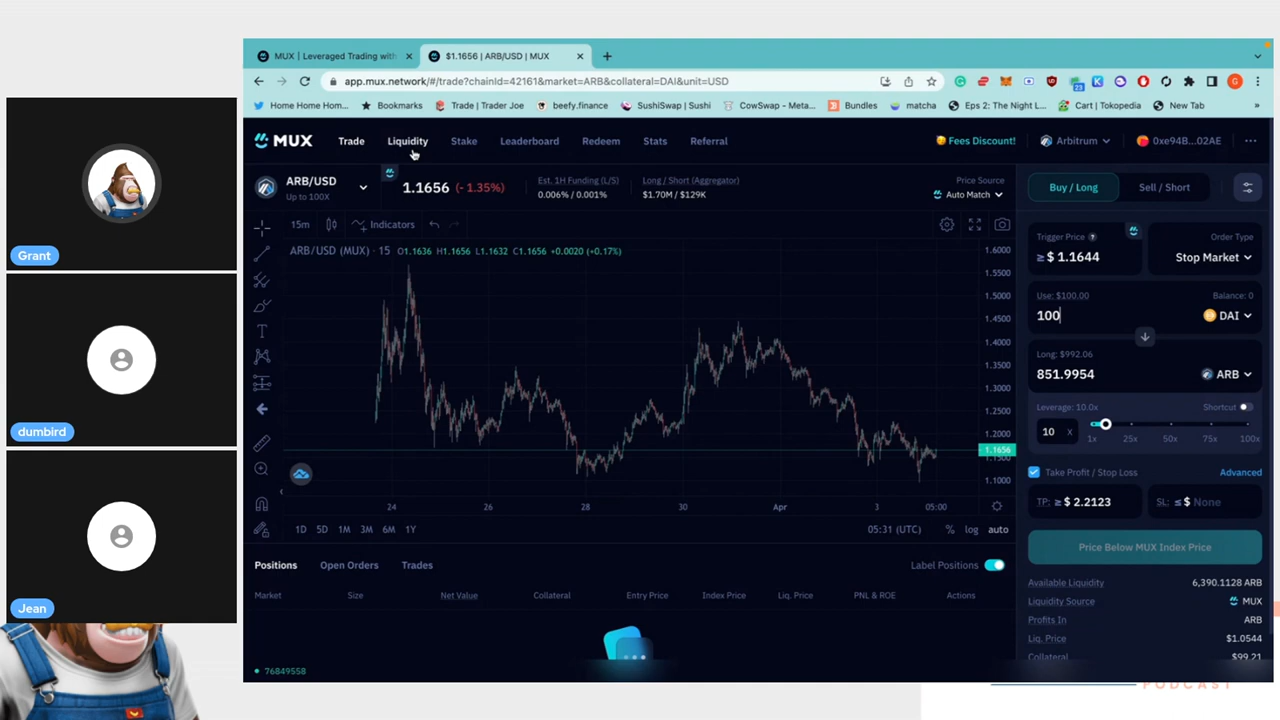 Grant
dumbird
Jean
MUX | Leveraged Trading with
$1.1656 | ARB/USD | MUX
app.mux.network/#/trade?chainId=42161&market=ARB&collateral=DAI&unit=USD
23
G
Home Home Hom...
Bookmarks
Trade | Trader Joe
beefy.finance
SushiSwap | Sushi
CowSwap - Meta...
Bundles
matcha
Eps 2: The Night L...
Cart | Tokopedia
New Tab
»
MUX
Trade
Liquidity
Stake
Leaderboard
Redeem
Stats
Referral
Fees Discount!
Arbitrum
0xe94B...02AE
ARB/USD
Up to 100X
1.1656
(- 1.35%)
Est. 1H Funding (L/S)
0.006% / 0.001%
Long / Short (Aggregator)
$1.70M / $129K
Price Source
Auto Match
15m
Indicators
ARB/USD (MUX) · 15 O1.1636 H1.1656 L1.1632 C1.1656 +0.0020 (+0.17%)
1.6000
1.5500
1.5000
1.4500
1.4000
1.3500
1.3000
1.2500
1.2000
1.1656
1.1500
1.1000
24
26
28
30
Apr
3
05:00
1D
5D
1M
3M
6M
1Y
05:31 (UTC)
%
log
auto
Positions
Open Orders
Trades
Label Positions
Market
Size
Net Value
Collateral
Entry Price
Index Price
Liq. Price
PNL & ROE
Actions
76849558
Buy / Long
Sell / Short
Trigger Price
≥ $ 1.1644
Order Type
Stop Market
Use: $100.00
Balance: 0
100
DAI
Long: $992.06
851.9954
ARB
Leverage: 10.0x
Shortcut
10 x
1x
25x
50x
75x
100x
Take Profit / Stop Loss
Advanced
TP: ≥ $ 2.2123
SL: ≤ $ None
Price Below MUX Index Price
Available Liquidity
6,390.1128 ARB
Liquidity Source
MUX
Profits In
ARB
Liq. Price
$1.0544
Collateral
$99.21
PODCAST